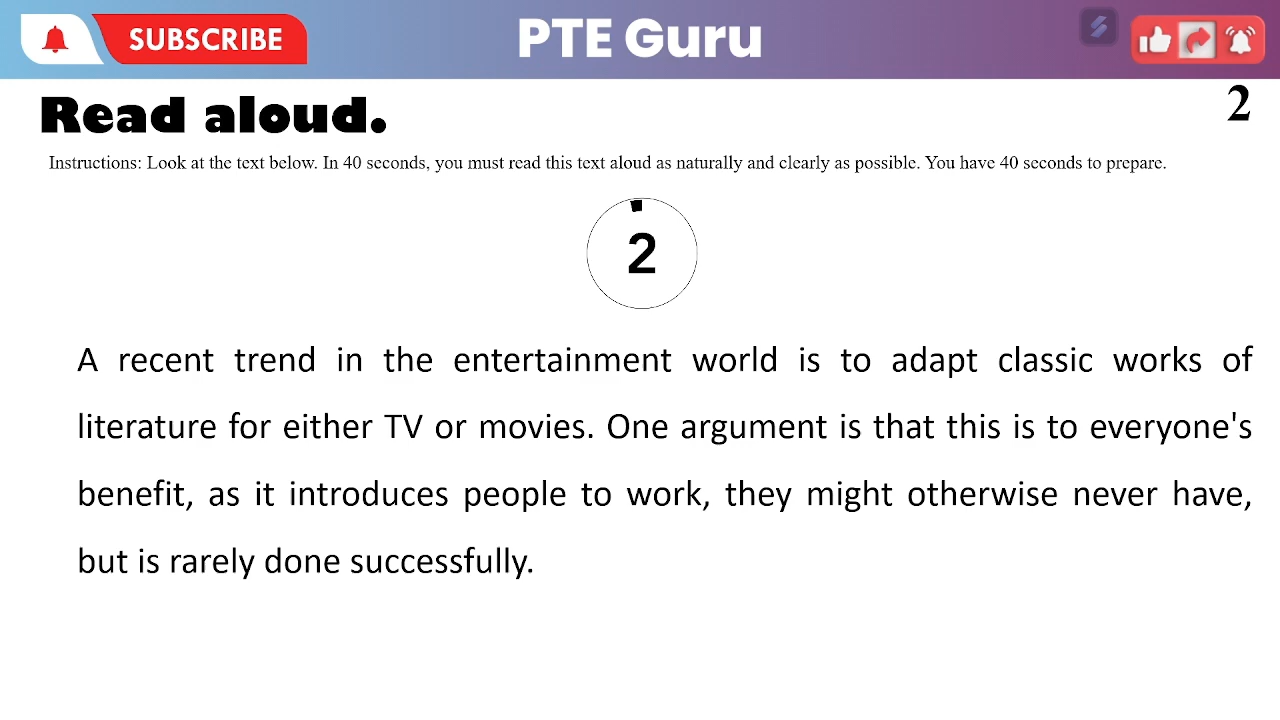 SUBSCRIBE
PTE Guru
Read aloud.
2
Instructions: Look at the text below. In 40 seconds, you must read this text aloud as naturally and clearly as possible. You have 40 seconds to prepare.
2
A recent trend in the entertainment world is to adapt classic works of
literature for either TV or movies. One argument is that this is to everyone's
benefit, as it introduces people to work, they might otherwise never have,
but is rarely done successfully.